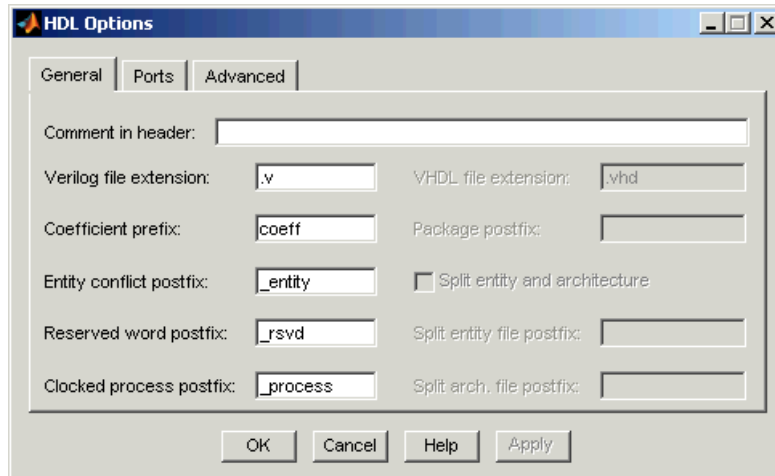 HDL Options
General Ports Advanced
Comment in header:
Verilog file extension: .v VHDL file extension: .vhd
Coefficient prefix: coeff Package postfix:
Entity conflict postfix: _entity Split entity and architecture
Reserved word postfix: _rsvd Split entity file postfix:
Clocked process postfix: _process Split arch. file postfix:
OK Cancel Help Apply